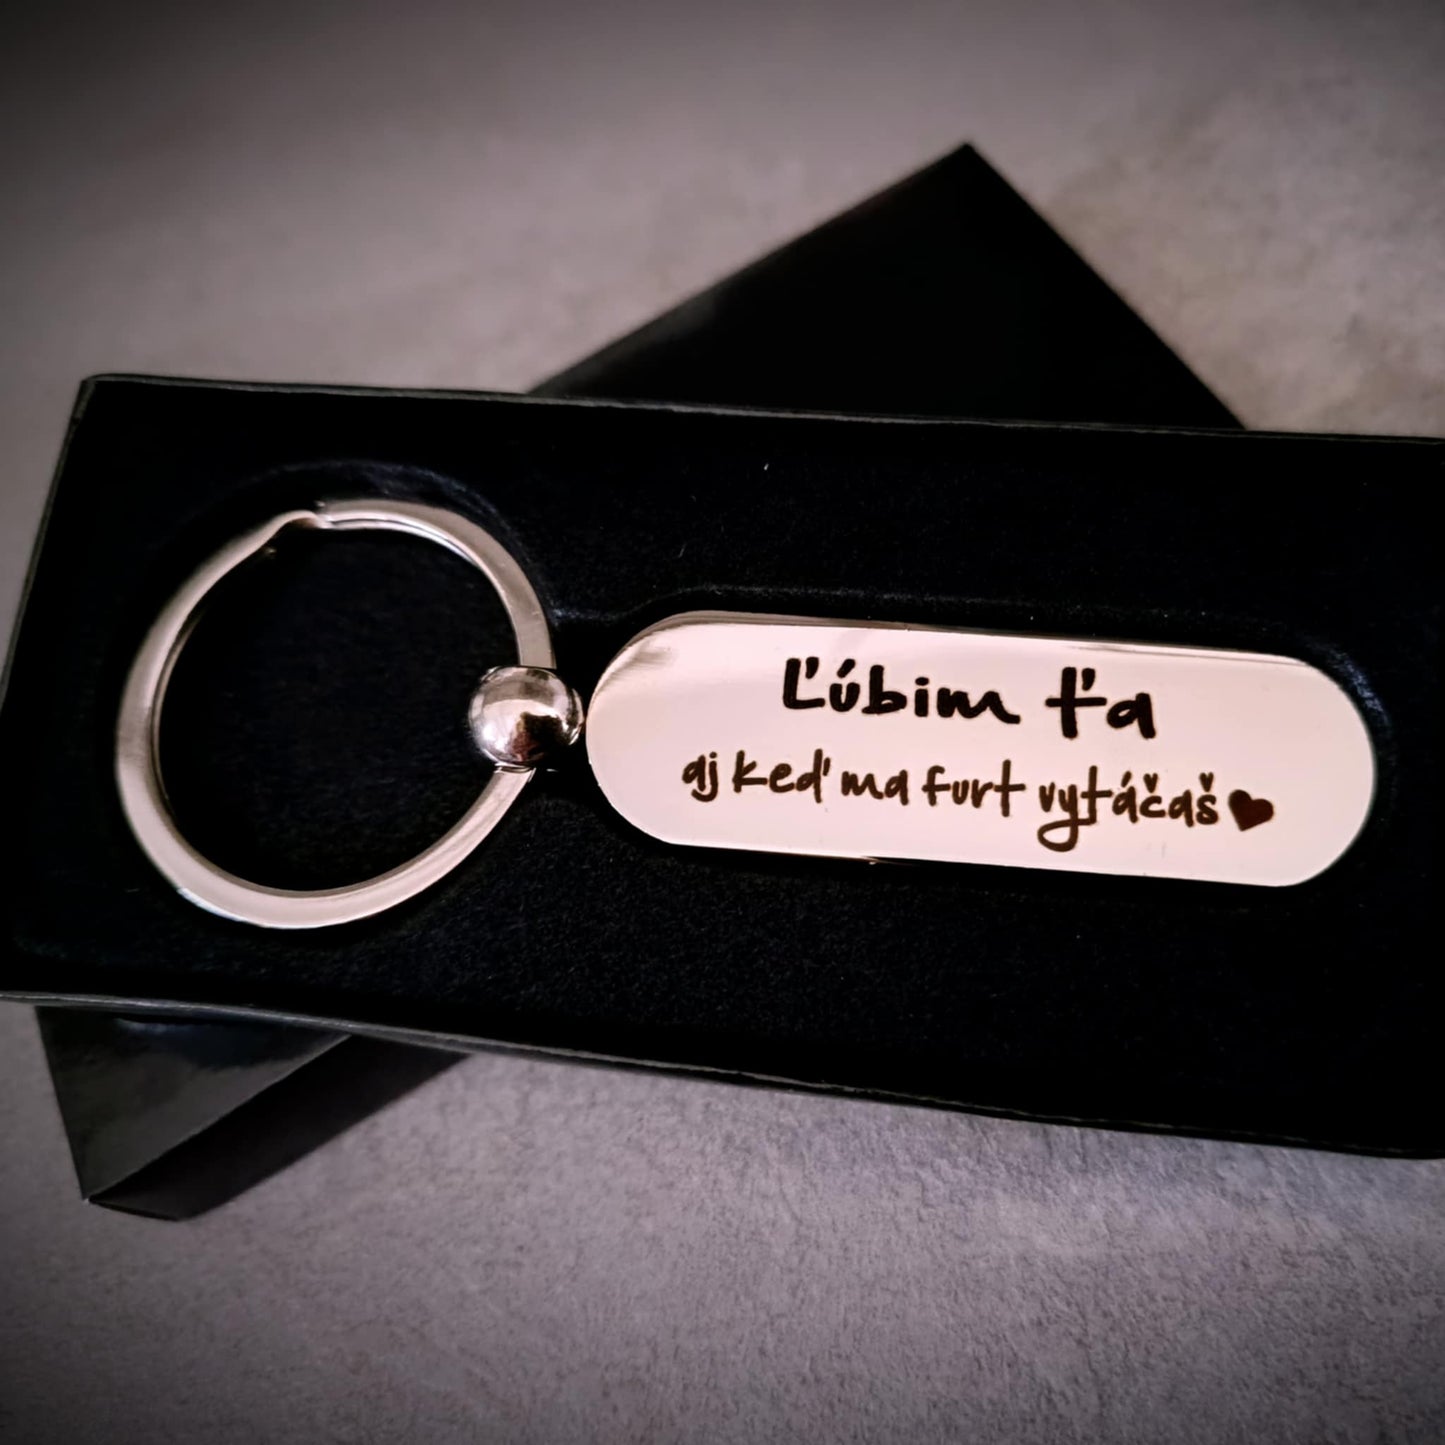 Ľúbim ťa
aj keď ma furt vytáčaš♥